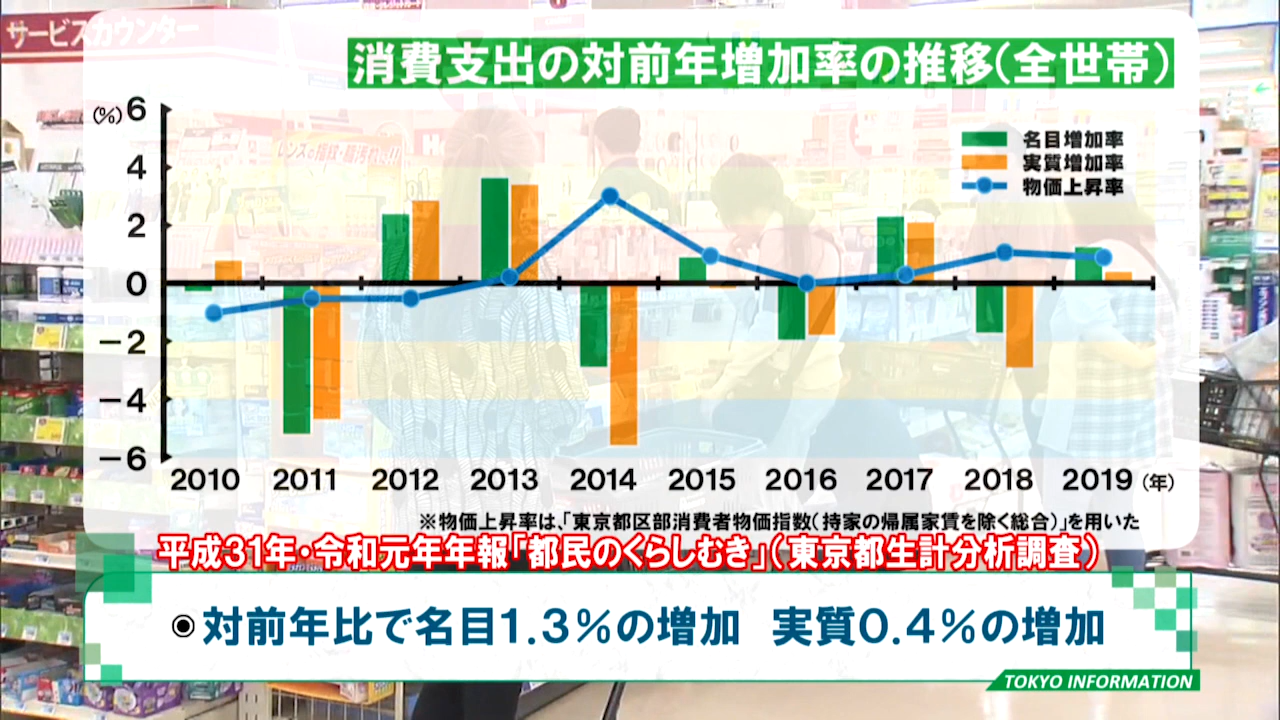 サービスカウンター
消費支出の対前年増加率の推移(全世帯)
(%)
6
4
2
0
−2
−4
−6
名目増加率
実質増加率
物価上昇率
2010 2011 2012 2013 2014 2015 2016 2017 2018 2019(年)
※物価上昇率は、「東京都区部消費者物価指数(持家の帰属家賃を除く総合)」を用いた
平成31年・令和元年年報「都民のくらしむき」(東京都生計分析調査)
◉対前年比で名目1.3%の増加 実質0.4%の増加
TOKYO INFORMATION